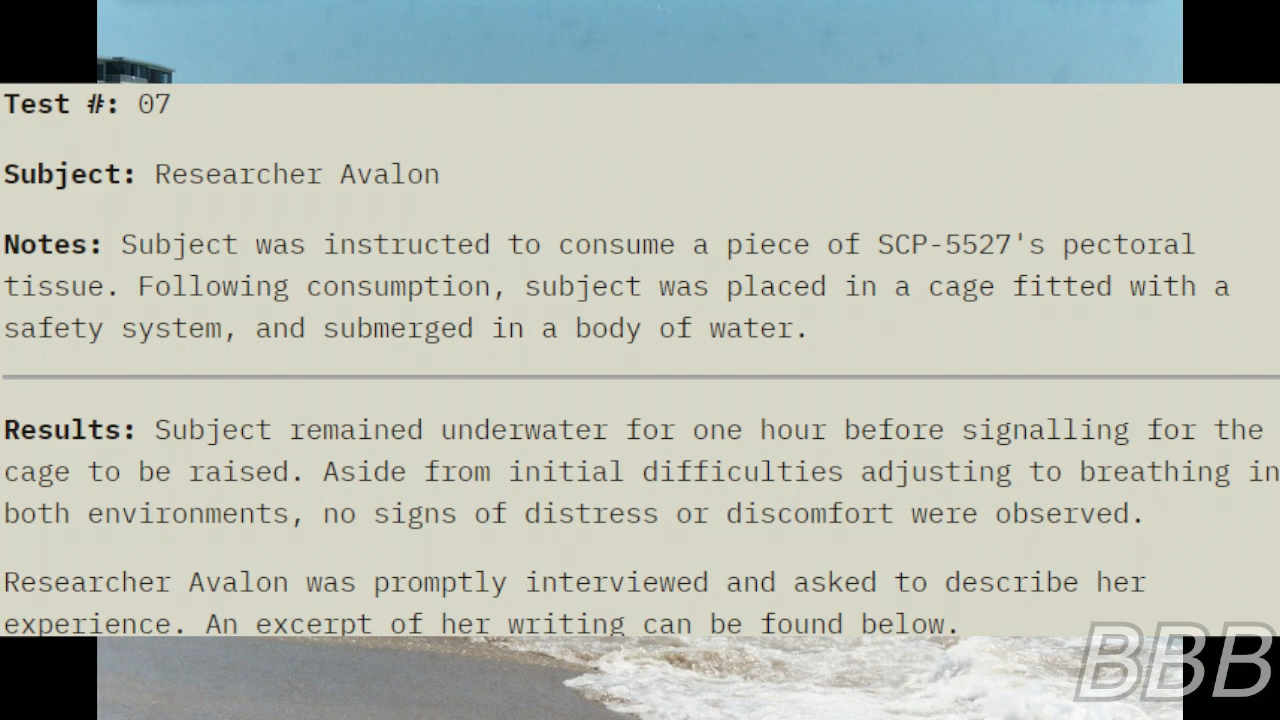 Test #: 07
Subject: Researcher Avalon
Notes: Subject was instructed to consume a piece of SCP-5527's pectoral
tissue. Following consumption, subject was placed in a cage fitted with a
safety system, and submerged in a body of water.
Results: Subject remained underwater for one hour before signalling for the
cage to be raised. Aside from initial difficulties adjusting to breathing in
both environments, no signs of distress or discomfort were observed.
Researcher Avalon was promptly interviewed and asked to describe her
experience. An excerpt of her writing can be found below.
BBB